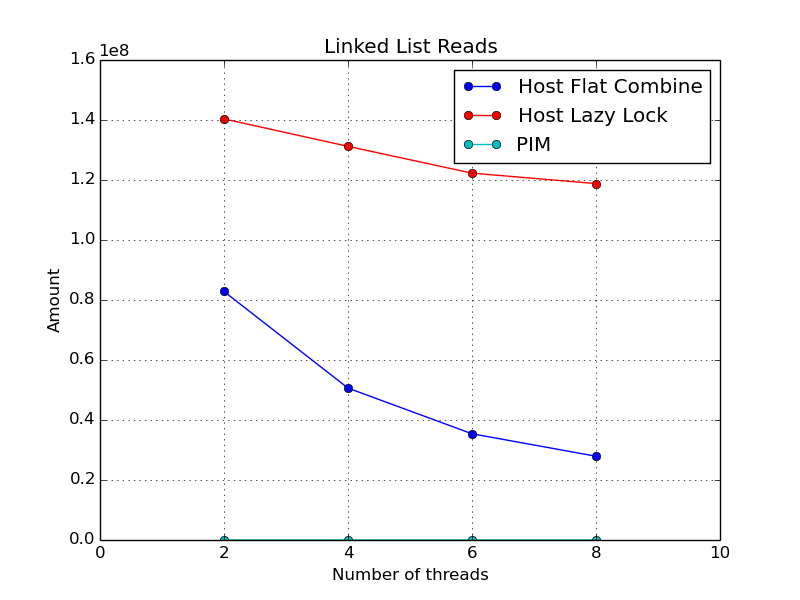 Linked List Reads
1e8
1.6
1.4
1.2
1.0
0.8
0.6
0.4
0.2
0.0
Amount
Host Flat Combine
Host Lazy Lock
PIM
0 2 4 6 8 10
Number of threads